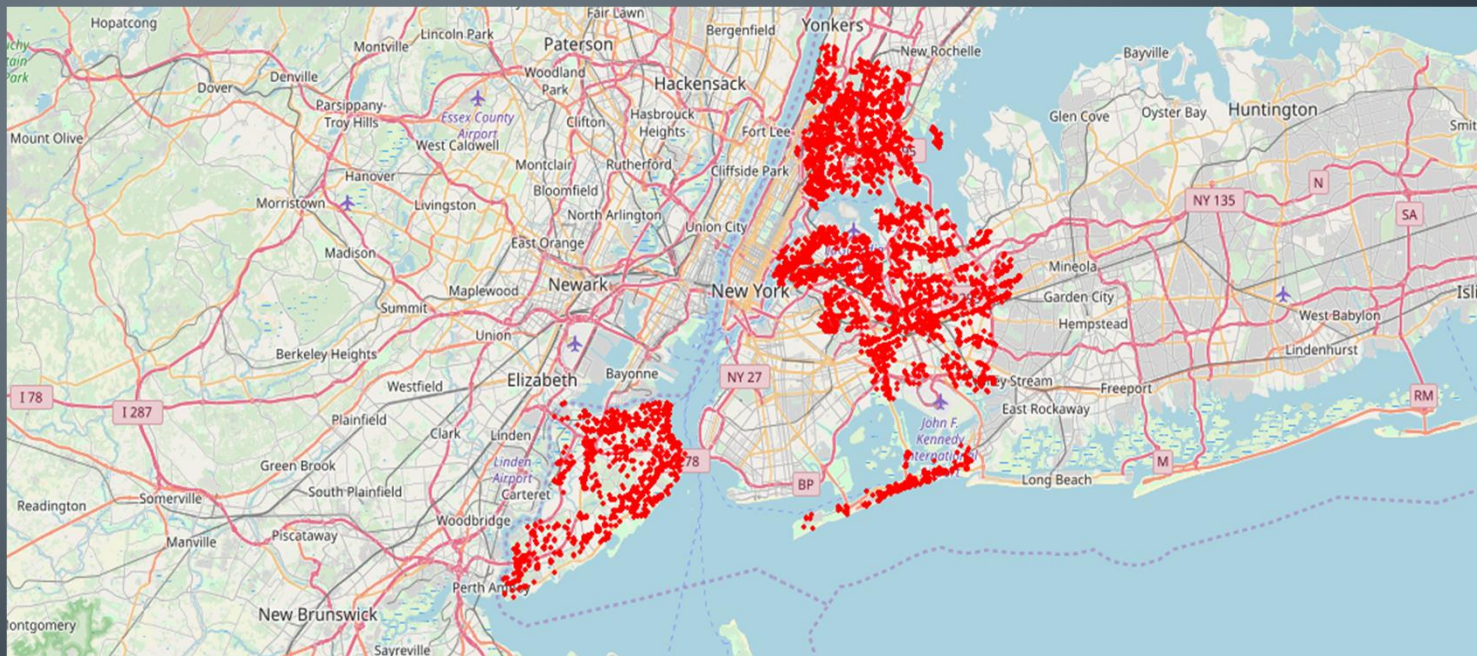 Hopatcong
Lincoln Park
Fair Lawn
Bergenfield
Yonkers
Montville
Paterson
New Rochelle
Bayville
Park
Denville
Dover
Woodland
Park
Hackensack
Essex County
Airport
Parsippany-
Troy Hills
Clifton
Hasbrouck
Heights
Glen Cove
Oyster Bay
Huntington
Mount Olive
West Caldwell
Fort Lee
95
Montclair
Rutherford
Cliffside Park
Hanover
Bloomfield
N
NY 135
SA
Morristown
Livingston
North Arlington
Union City
East Orange
Madison
Mineola
Maplewood
Newark
New York
Garden City
Summit
Union
Hempstead
West Babylon
Berkeley Heights
Lindenhurst
Bayonne
Elizabeth
NY 27
Westfield
Freeport
I 78
I 287
RM
East Rockaway
Plainfield
John F.
Kennedy
International
Clark
Linden
78
M
Green Brook
Linden
Airport
Long Beach
BP
Somerville
South Plainfield
Carteret
Readington
Woodbridge
Piscataway
Manville
Perth Amboy
New Brunswick
Sayreville